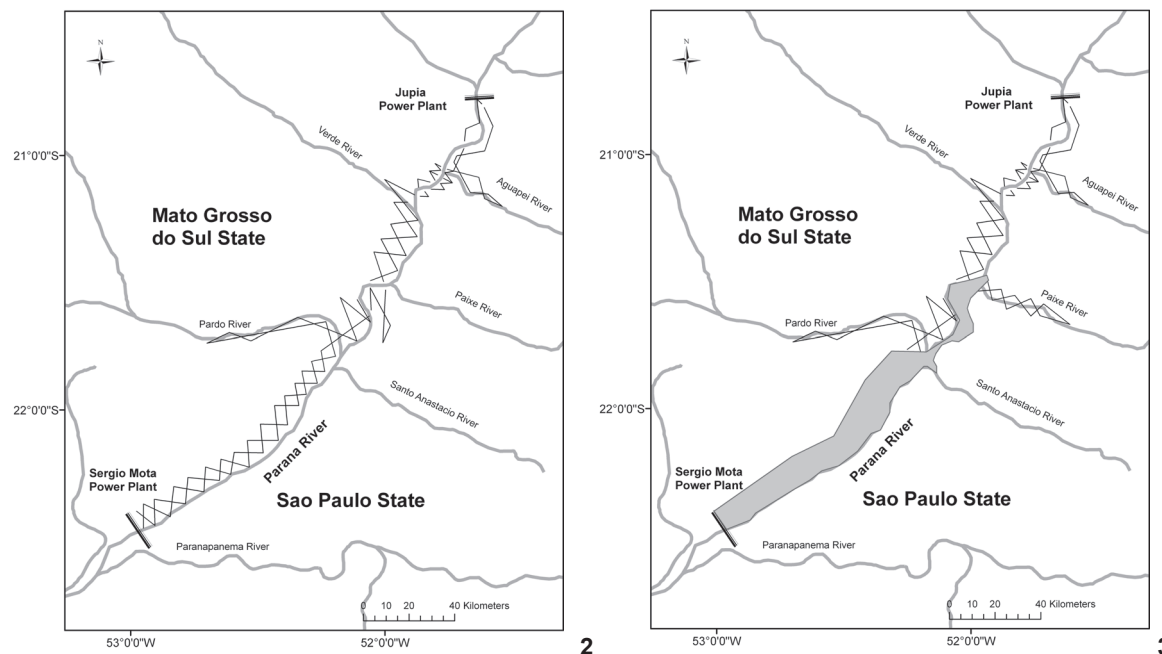 N
Jupia
Power Plant
Verde River
21°0'0"S
Aguapei River
Mato Grosso
do Sul State
Paixe River
Pardo River
22°0'0"S
Santo Anastacio River
Parana River
Sergio Mota
Power Plant
Sao Paulo State
Paranapanema River
0 10 20 40 Kilometers
53°0'0"W
52°0'0"W
2
N
Jupia
Power Plant
Verde River
21°0'0"S
Aguapei River
Mato Grosso
do Sul State
Paixe River
Pardo River
22°0'0"S
Santo Anastacio River
Parana River
Sergio Mota
Power Plant
Sao Paulo State
Paranapanema River
0 10 20 40 Kilometers
53°0'0"W
52°0'0"W